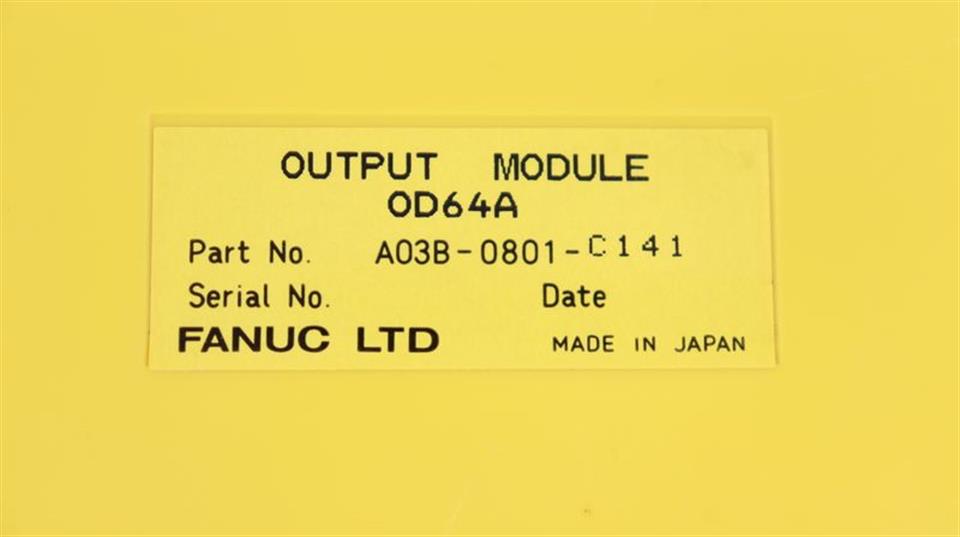 OUTPUT MODULE
OD64A
Part No. A03B-0801-C141
Serial No. Date
FANUC LTD MADE IN JAPAN